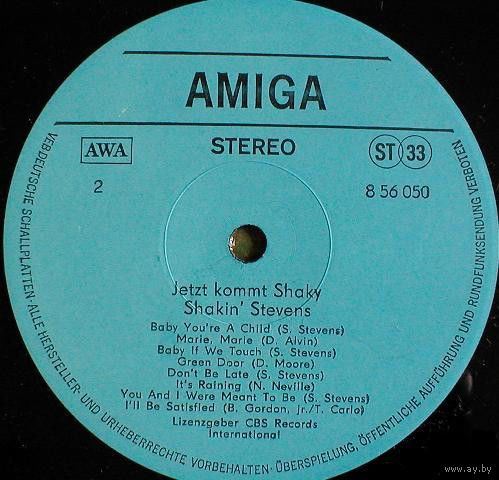 AMIGA
AWA
STEREO
ST 33
2
8 56 050
Jetzt kommt Shaky
Shakin' Stevens
Baby You're A Child (S. Stevens)
Marie, Marie (D. Alvin)
Baby If We Touch (S. Stevens)
Green Door (D. Moore)
Don't Be Late (S. Stevens)
It's Raining (N. Neville)
You And I Were Meant To Be (S. Stevens)
I'll Be Satisfied (B. Gordon, Jr./T. Carlo)
Lizenzgeber CBS Records
International
VEB DEUTSCHE SCHALLPLATTEN·ALLE HERSTELLER- UND URHEBERRECHTE VORBEHALTEN·ÜBERSPIELUNG, ÖFFENTLICHE AUFFÜHRUNG UND RUNDFUNKSENDUNG VERBOTEN
www.ay.by